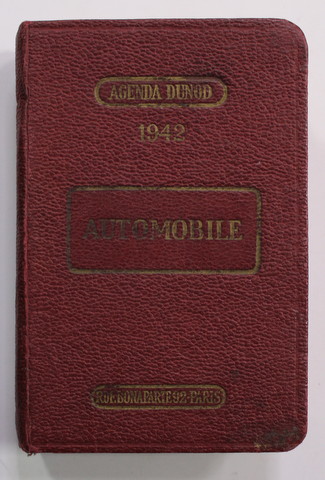 AGENDA DUNOD
1942
AUTOMOBILE
RUE BONAPARTE 92-PARIS